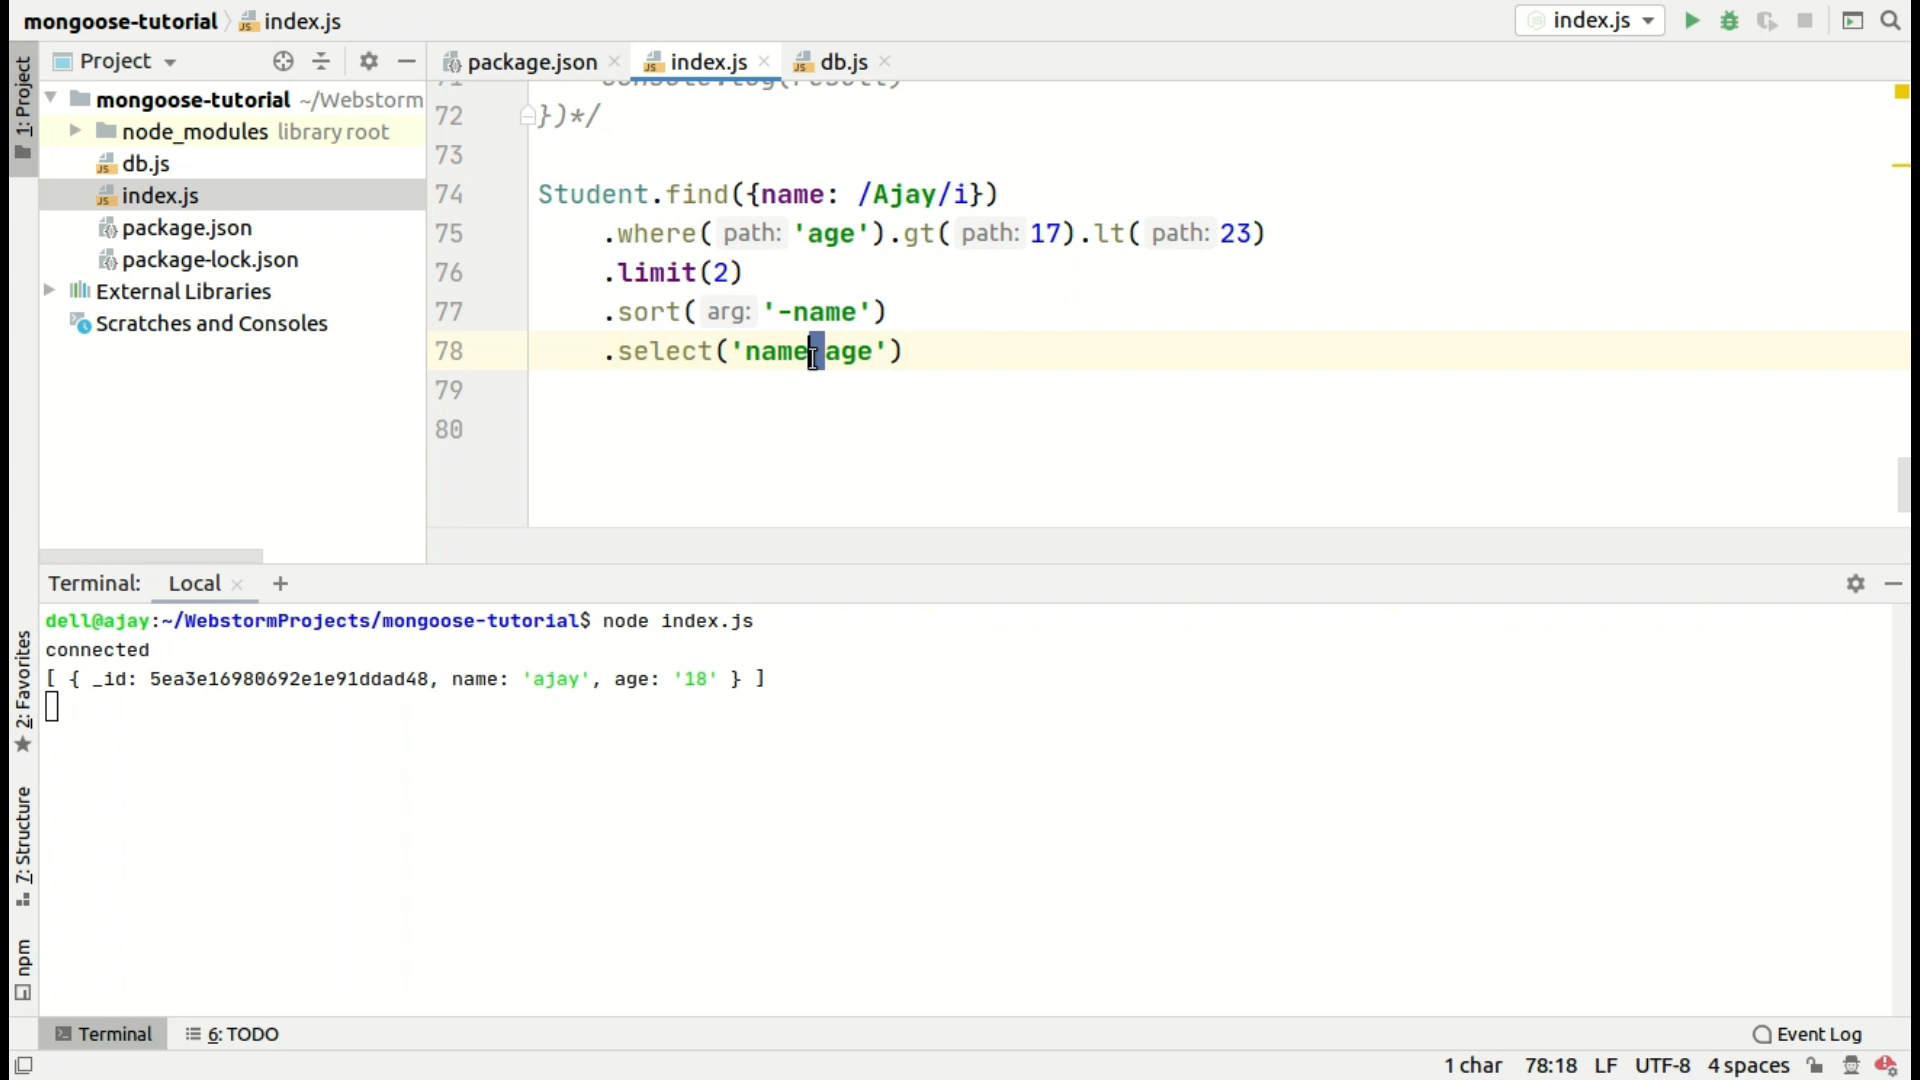 mongoose-tutorial index.js index.js
1: Project
Project
package.json index.js db.js
mongoose-tutorial ~/Webstorm
node_modules library root
db.js
index.js
package.json
package-lock.json
External Libraries
Scratches and Consoles
71 console.log(result)
72 })*/
73
74 Student.find({name: /Ajay/i})
75 .where( path: 'age').gt( path: 17).lt( path: 23)
76 .limit(2)
77 .sort( arg: '-name')
78 .select('name age')
79
80
Terminal: Local +
dell@ajay:~/WebstormProjects/mongoose-tutorial$ node index.js
connected
[ { _id: 5ea3e16980692e1e91ddad48, name: 'ajay', age: '18' } ]
2: Favorites
7: Structure
npm
Terminal 6: TODO Event Log
1 char 78:18 LF UTF-8 4 spaces